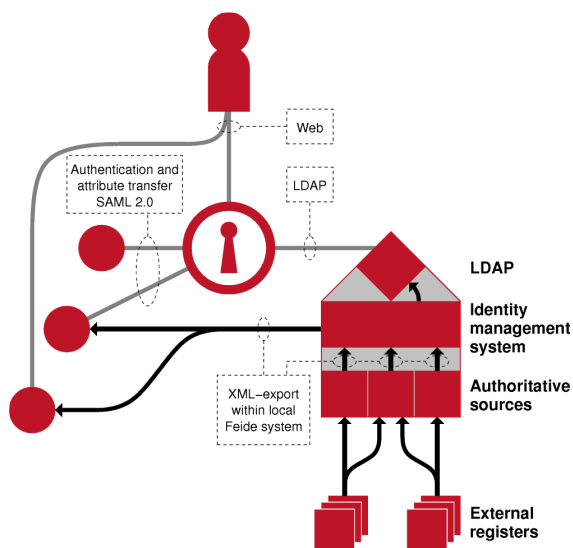 Web
Authentication and
attribute transfer
SAML 2.0
LDAP
LDAP
Identity
management
system
XML-export
within local
Feide system
Authoritative
sources
External
registers